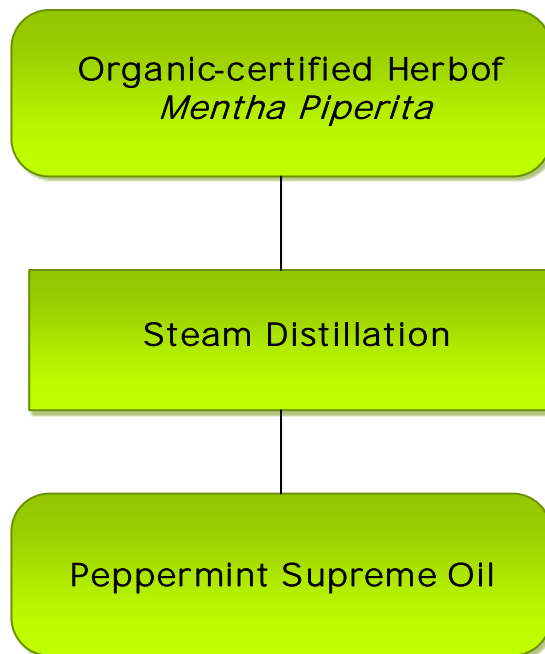 Organic-certified Herbof
Mentha Piperita
Steam Distillation
Peppermint Supreme Oil